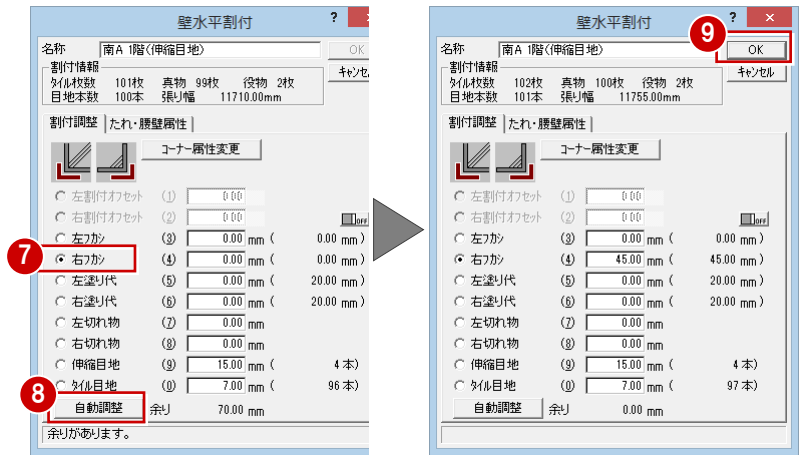 壁水平割付
?
名称 南A 1階(伸縮目地) OK
割付情報 キャンセ
タイル枚数 101枚 真物 99枚 役物 2枚
目地本数 100本 張り幅 11710.00mm
割付調整 たれ・腰壁属性
コーナー属性変更
左割付オフセット (1) 0.00
右割付オフセット (2) 0.00 OFF
左フカシ (3) 0.00 mm ( 0.00 mm )
7 右フカシ (4) 0.00 mm ( 0.00 mm )
左塗り代 (5) 0.00 mm ( 20.00 mm )
右塗り代 (6) 0.00 mm ( 20.00 mm )
左切れ物 (7) 0.00 mm
右切れ物 (8) 0.00 mm
伸縮目地 (9) 15.00 mm ( 4 本)
タイル目地 (0) 7.00 mm ( 96 本)
8 自動調整 余り 70.00 mm
余りがあります。
壁水平割付
? ×
9
名称 南A 1階(伸縮目地) OK
割付情報 キャンセル
タイル枚数 102枚 真物 100枚 役物 2枚
目地本数 101本 張り幅 11755.00mm
割付調整 たれ・腰壁属性
コーナー属性変更
左割付オフセット (1) 0.00
右割付オフセット (2) 0.00 OFF
左フカシ (3) 0.00 mm ( 0.00 mm )
右フカシ (4) 45.00 mm ( 45.00 mm )
左塗り代 (5) 0.00 mm ( 20.00 mm )
右塗り代 (6) 0.00 mm ( 20.00 mm )
左切れ物 (7) 0.00 mm
右切れ物 (8) 0.00 mm
伸縮目地 (9) 15.00 mm ( 4 本)
タイル目地 (0) 7.00 mm ( 97 本)
自動調整 余り 0.00 mm